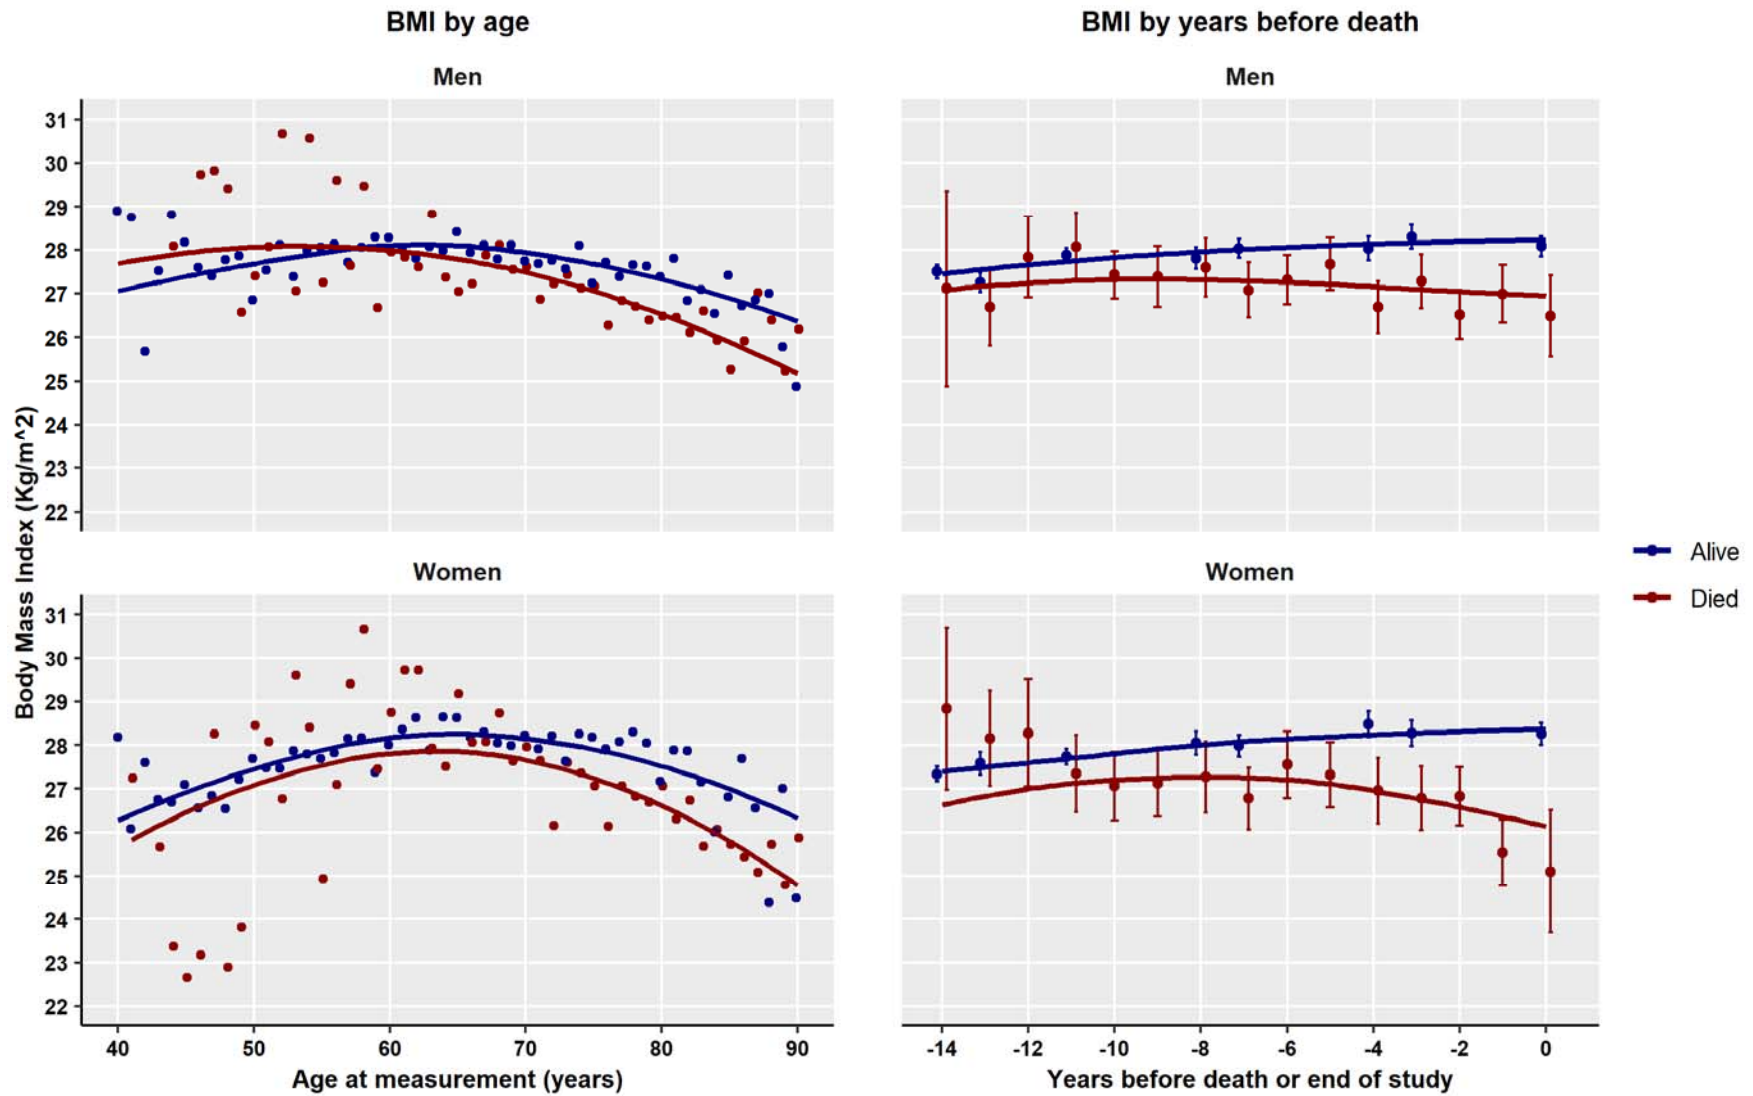 BMI by age
BMI by years before death
Men
Men
31
30
29
28
27
26
25
24
23
22
Body Mass Index (Kg/m^2)
Women
Women
31
30
29
28
27
26
25
24
23
22
Alive
Died
40 50 60 70 80 90
-14 -12 -10 -8 -6 -4 -2 0
Age at measurement (years)
Years before death or end of study